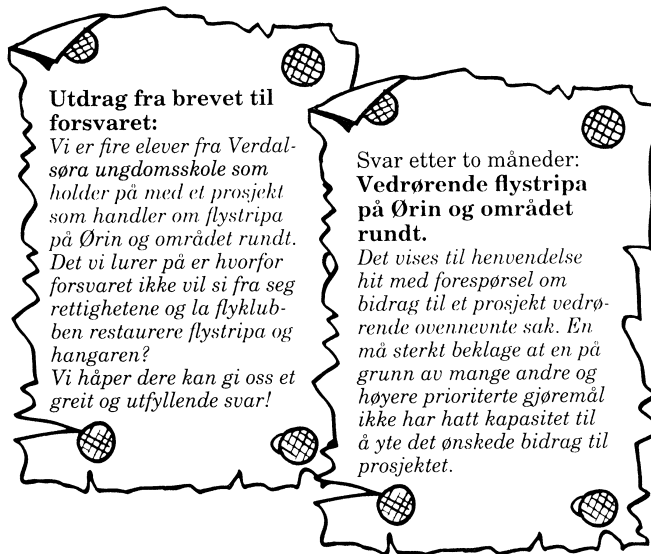 Utdrag fra brevet til
forsvaret:
Vi er fire elever fra Verdal-
søra ungdomsskole som
holder på med et prosjekt
som handler om flystripa
på Ørin og området rundt.
Det vi lurer på er hvorfor
forsvaret ikke vil si fra seg
rettighetene og la flyklub-
ben restaurere flystripa og
hangaren?
Vi håper dere kan gi oss et
greit og utfyllende svar!
Svar etter to måneder:
Vedrørende flystripa
på Ørin og området
rundt.
Det vises til henvendelse
hit med forespørsel om
bidrag til et prosjekt vedrø-
rende ovennevnte sak. En
må sterkt beklage at en på
grunn av mange andre og
høyere prioriterte gjøremål
ikke har hatt kapasitet til
å yte det ønskede bidrag til
prosjektet.